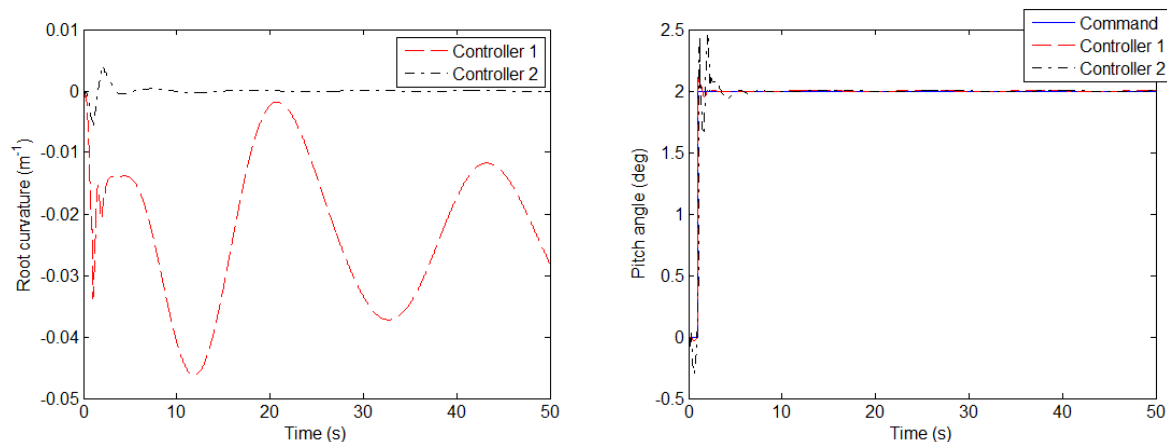 0.01
0
-0.01
-0.02
-0.03
-0.04
-0.05
Root curvature (m-1)
Controller 1
Controller 2
0 10 20 30 40 50
Time (s)
2.5
2
1.5
1
0.5
0
-0.5
Pitch angle (deg)
Command
Controller 1
Controller 2
0 10 20 30 40 50
Time (s)